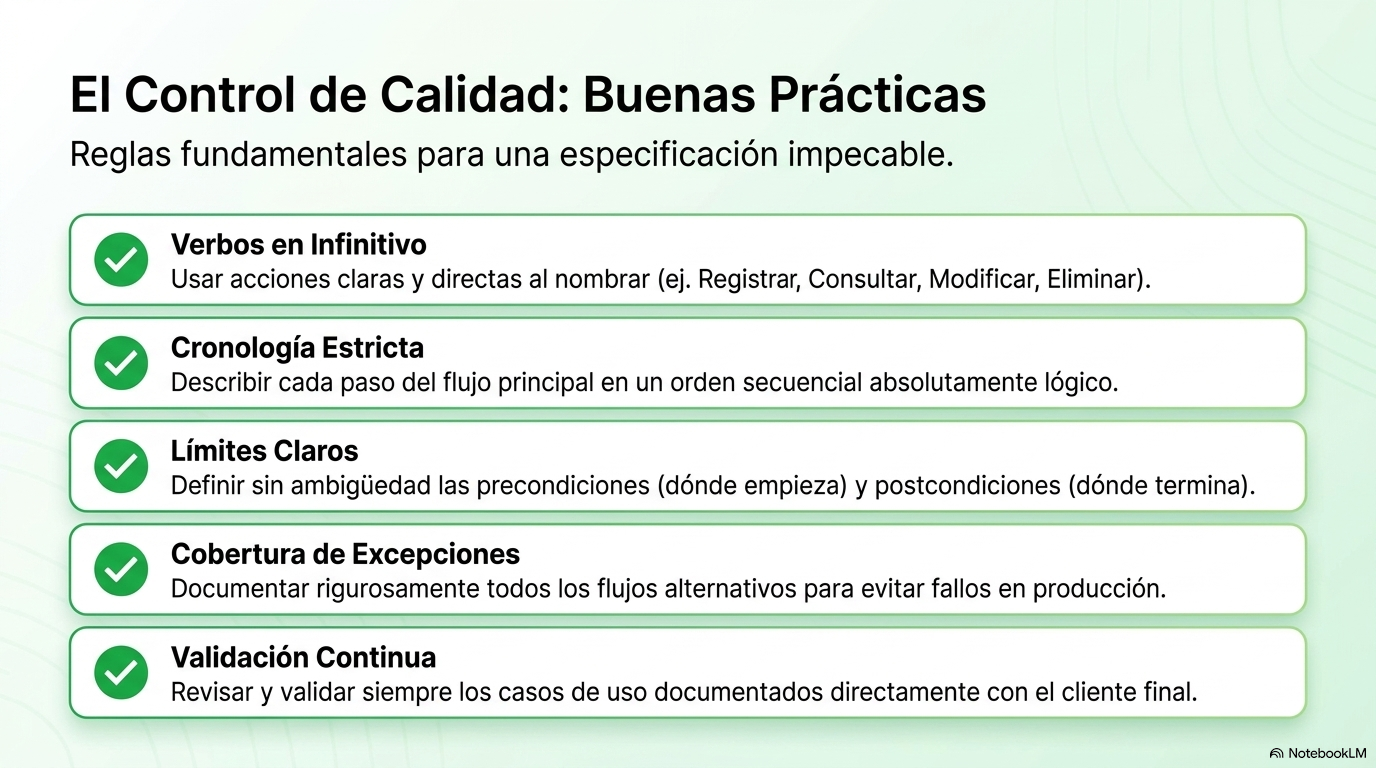 El Control de Calidad: Buenas Prácticas
Reglas fundamentales para una especificación impecable.
Verbos en Infinitivo
Usar acciones claras y directas al nombrar (ej. Registrar, Consultar, Modificar, Eliminar).
Cronología Estricta
Describir cada paso del flujo principal en un orden secuencial absolutamente lógico.
Límites Claros
Definir sin ambigüedad las precondiciones (dónde empieza) y postcondiciones (dónde termina).
Cobertura de Excepciones
Documentar rigurosamente todos los flujos alternativos para evitar fallos en producción.
Validación Continua
Revisar y validar siempre los casos de uso documentados directamente con el cliente final.
NotebookLM